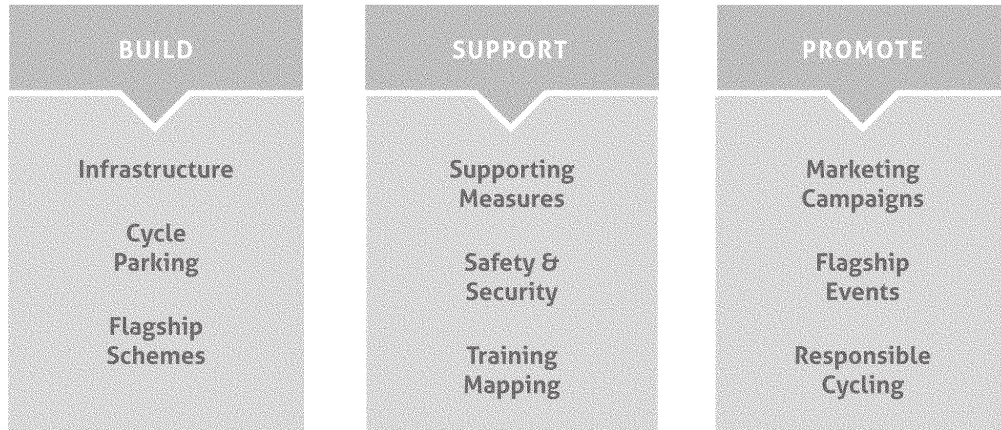 BUILD
Infrastructure
Cycle
Parking
Flagship
Schemes
SUPPORT
Supporting
Measures
Safety &
Security
Training
Mapping
PROMOTE
Marketing
Campaigns
Flagship
Events
Responsible
Cycling